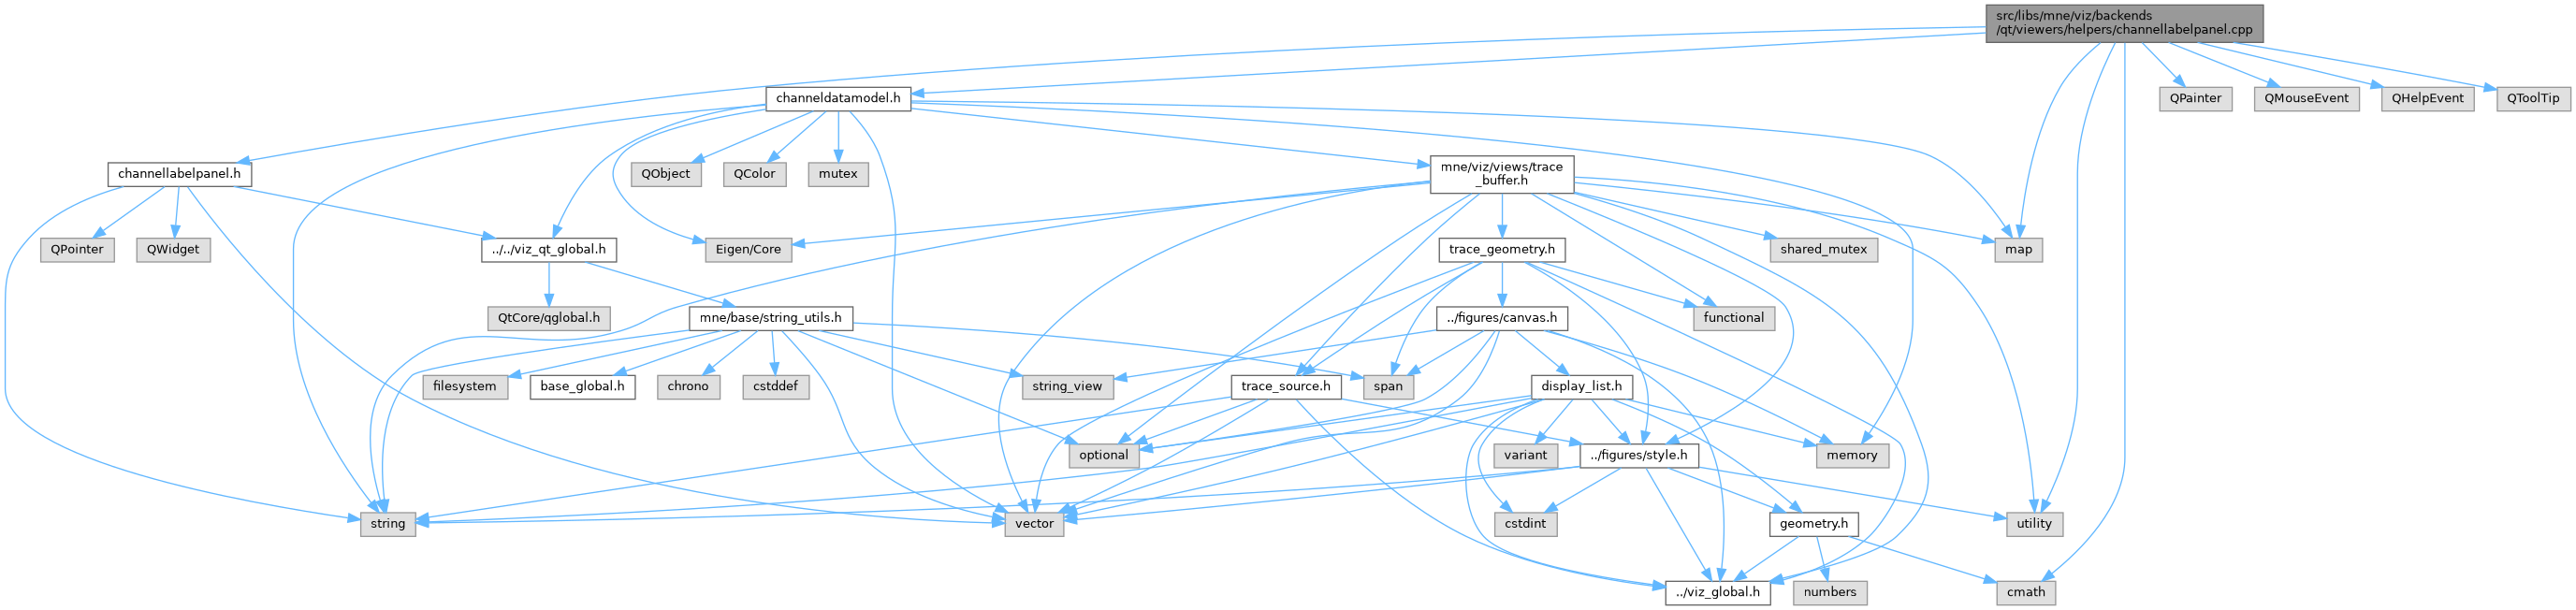 src/libs/mne/viz/backends
/qt/viewers/helpers/channellabelpanel.cpp
channeldatamodel.h
QPainter
QMouseEvent
QHelpEvent
QToolTip
channellabelpanel.h
QObject
QColor
mutex
mne/viz/views/trace
_buffer.h
QPointer
QWidget
../../viz_qt_global.h
Eigen/Core
trace_geometry.h
shared_mutex
map
QtCore/qglobal.h
mne/base/string_utils.h
../figures/canvas.h
functional
filesystem
base_global.h
chrono
cstddef
string_view
trace_source.h
span
display_list.h
optional
variant
../figures/style.h
memory
string
vector
cstdint
geometry.h
utility
../viz_global.h
numbers
cmath